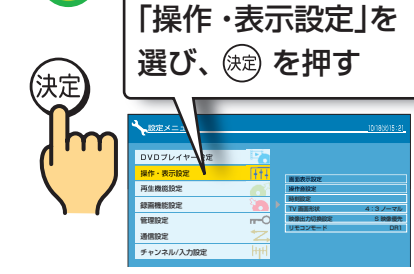 「操作・表示設定」を
選び、決定 を押す
決定
設定メニュー
10/18(火)15:21
DVDプレイヤー設定
操作・表示設定
再生機能設定
録画機能設定
管理設定
通信設定
チャンネル/入力設定
画面表示設定
操作音設定
時刻設定
TV 画面形状 4:3ノーマル
映像出力切換設定 S 映像優先
リモコンモード DR1